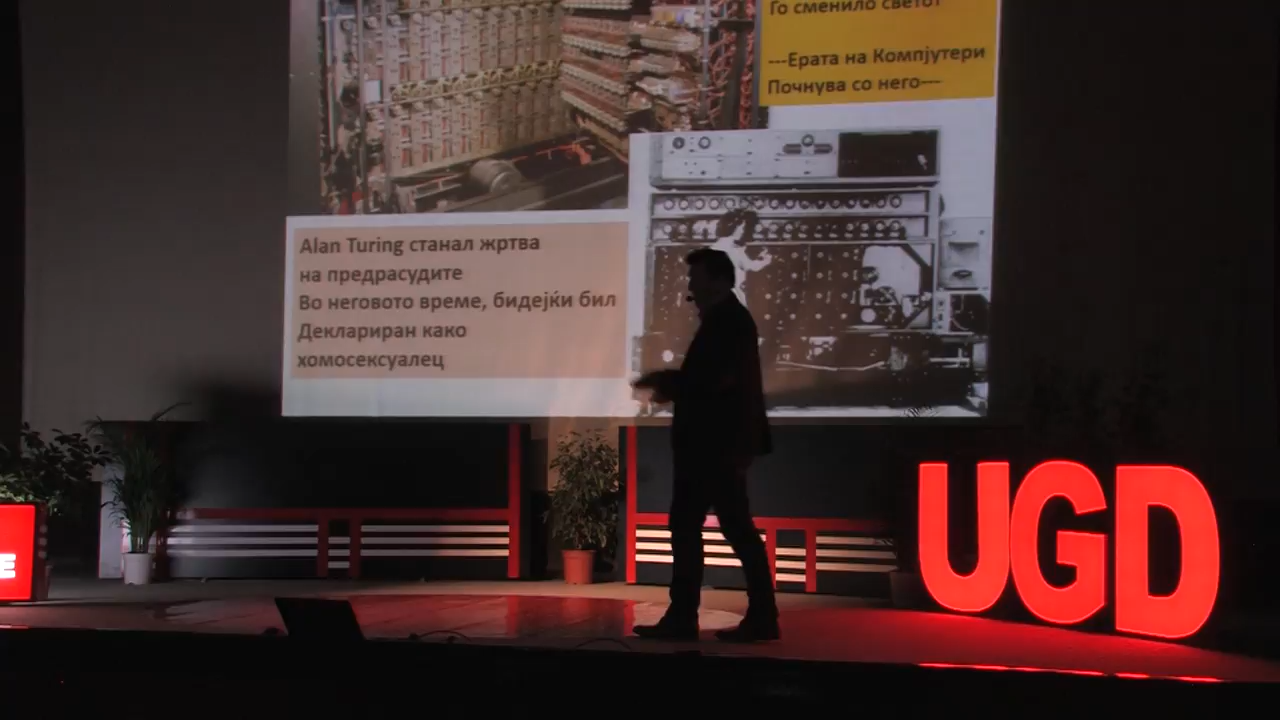 Го сменило светот
---Ерата на Компјутери
Почнува со него---
Alan Turing станал жртва
на предрасудите
Во неговото време, бидејќи бил
Деклариран како
хомосексуалец
E
UGD